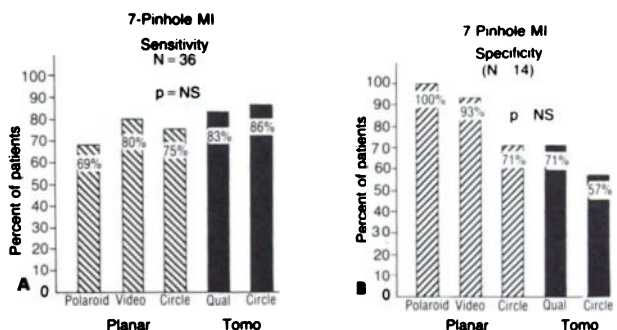 7-Pinhole MI
Sensitivity
N = 36
p = NS
Percent of patients
100
90
80
70
60
50
40
30
20
10
0
69%
80%
75%
83%
86%
A
Polaroid Video Circle Qual Circle
Planar Tomo
7 Pinhole MI
Specificity
(N 14)
p NS
Percent of patients
100
90
80
70
60
50
40
30
20
10
0
100%
93%
71%
71%
57%
B
Polaroid Video Circle Qual Circle
Planar Tomo